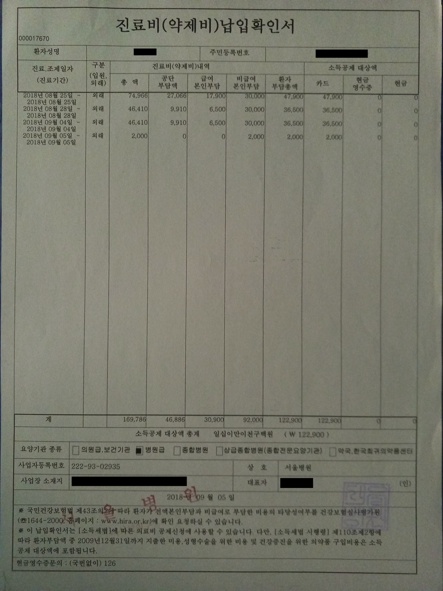 진료비(약제비)납입확인서
000017670
환자성명 주민등록번호
진료.조제일자 (진료기간) 구분 (입원, 외래) 진료비(약제비)내역 소득공제 대상액
총 액 공단 부담액 급여 본인부담 비급여 본인부담 환자 부담총액 카드 현금 영수증 현금
2018년 08월 25일 - 외래 74,966 27,066 17,900 30,000 47,900 47,900 0 0
2018년 08월 25일
2018년 08월 28일 - 외래 46,410 9,910 6,500 30,000 36,500 36,500 0 0
2018년 08월 28일
2018년 09월 04일 - 외래 46,410 9,910 6,500 30,000 36,500 36,500 0 0
2018년 09월 04일
2018년 09월 05일 - 외래 2,000 0 0 2,000 2,000 2,000 0 0
2018년 09월 05일
계 169,786 46,886 30,900 92,000 122,900 122,900 0 0
소득공제 대상액 총계 일십이만이천구백원 ( ₩ 122,900 )
요양기관 종류 □ 의원급,보건기관 ■ 병원급 □ 종합병원 □ 상급종합병원(종합전문요양기관) □ 약국,한국희귀의약품센터
사업자등록번호 222-93-02935 상 호 서울병원
사업장 소재지 대표자 (인)
2018년 09월 05일
* 국민건강보험법 제43조의 따라 환자가 전액본인부담과 비급여로 부담한 비용의 타당성여부를 건강보험심사평가원
(☎1644-2000, 홈페이지 : www.hira.or.kr)에 확인 요청하실 수 있습니다.
* 이 납입확인서는 [소득세법]에 따른 의료비 공제신청에 사용할 수 있습니다. 다만, [소득세법 시행령] 제110조제2항에
따라 환자부담액 중 2009년12월31일까지 지출한 미용.성형수술을 위한 비용 및 건강증진을 위한 의약품 구입비용은 소득
공제 대상액에 포함됩니다.
현금영수증문의 : (국번없이) 126